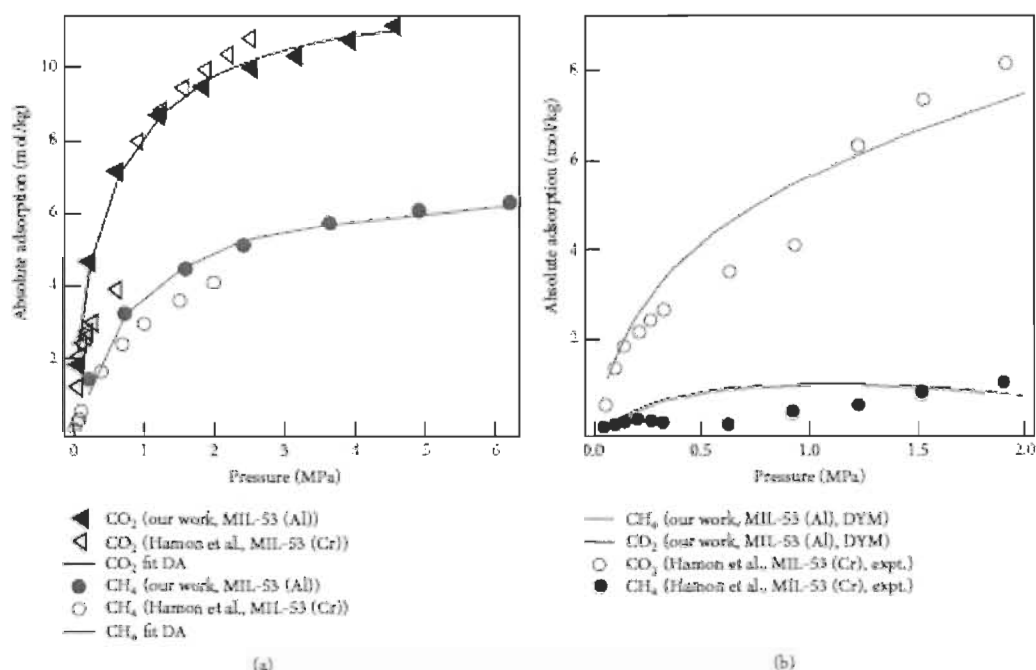 10
8
6
4
2
0
1
2
3
4
5
6
Absolute adsorption (mol/kg)
Pressure (MPa)
CO2 (our work, MIL-53 (Al))
CO2 (Hamon et al., MIL-53 (Cr))
CO2 fit DA
CH4 (our work, MIL-53 (Al))
CH4 (Hamon et al., MIL-53 (Cr))
CH4 fit DA
(a)
8
6
4
2
0.0
0.5
1.0
1.5
2.0
Absolute adsorption (mol/kg)
Pressure (MPa)
CH4 (our work, MIL-53 (Al), DYM)
CO2 (our work, MIL-53 (Al), DYM)
CO2 (Hamon et al., MIL-53 (Cr), expt.)
CH4 (Hamon et al., MIL-53 (Cr), expt.)
(b)